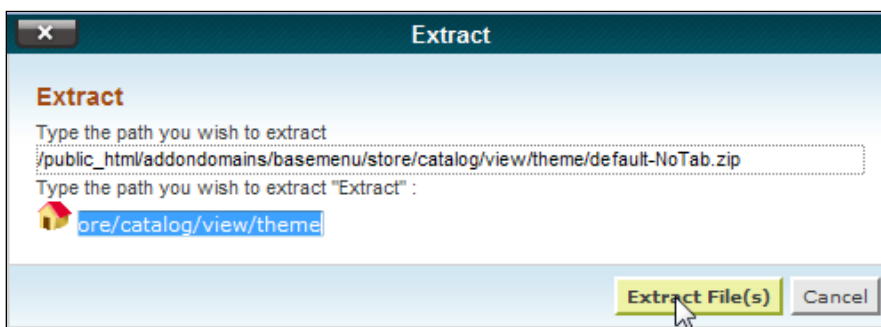 Extract
Extract
Type the path you wish to extract
/public_html/addondomains/basemenu/store/catalog/view/theme/default-NoTab.zip
Type the path you wish to extract "Extract" :
ore/catalog/view/theme
Extract File(s) Cancel